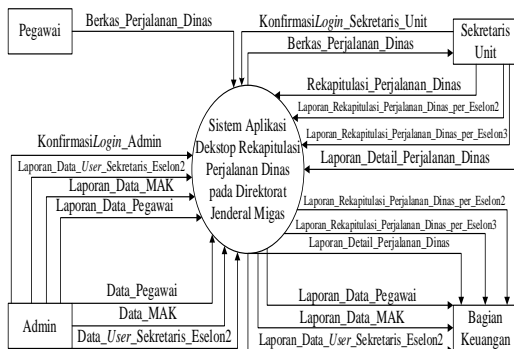 Pegawai
Berkas_Perjalanan_Dinas
KonfirmasiLogin_Sekretaris_Unit
Berkas_Perjalanan_Dinas
Sekretaris
Unit
Rekapitulasi_Perjalanan_Dinas
Laporan_Rekapitulasi_Perjalanan_Dinas_per_Eselon2
Laporan_Rekapitulasi_Perjalanan_Dinas_per_Eselon3
Laporan_Detail_Perjalanan_Dinas
Sistem Aplikasi
Dekstop Rekapitulasi
Perjalanan Dinas
pada Direktorat
Jenderal Migas
KonfirmasiLogin_Admin
Laporan_Data_User_Sekretaris_Eselon2
Laporan_Data_MAK
Laporan_Data_Pegawai
Laporan_Rekapitulasi_Perjalanan_Dinas_per_Eselon2
Laporan_Rekapitulasi_Perjalanan_Dinas_per_Eselon3
Laporan_Detail_Perjalanan_Dinas
Admin
Data_Pegawai
Data_MAK
Data_User_Sekretaris_Eselon2
Laporan_Data_Pegawai
Laporan_Data_MAK
Laporan_Data_User_Sekretaris_Eselon2
Bagian
Keuangan